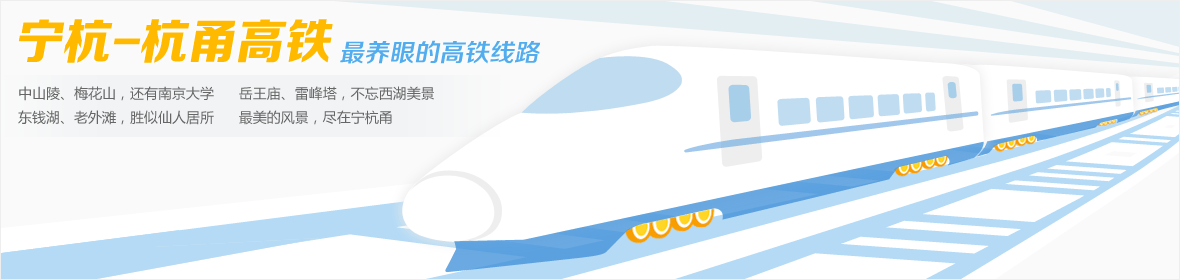 宁杭-杭甬高铁 最养眼的高铁线路
中山陵、梅花山，还有南京大学 岳王庙、雷峰塔，不忘西湖美景
东钱湖、老外滩，胜似仙人居所 最美的风景，尽在宁杭甬